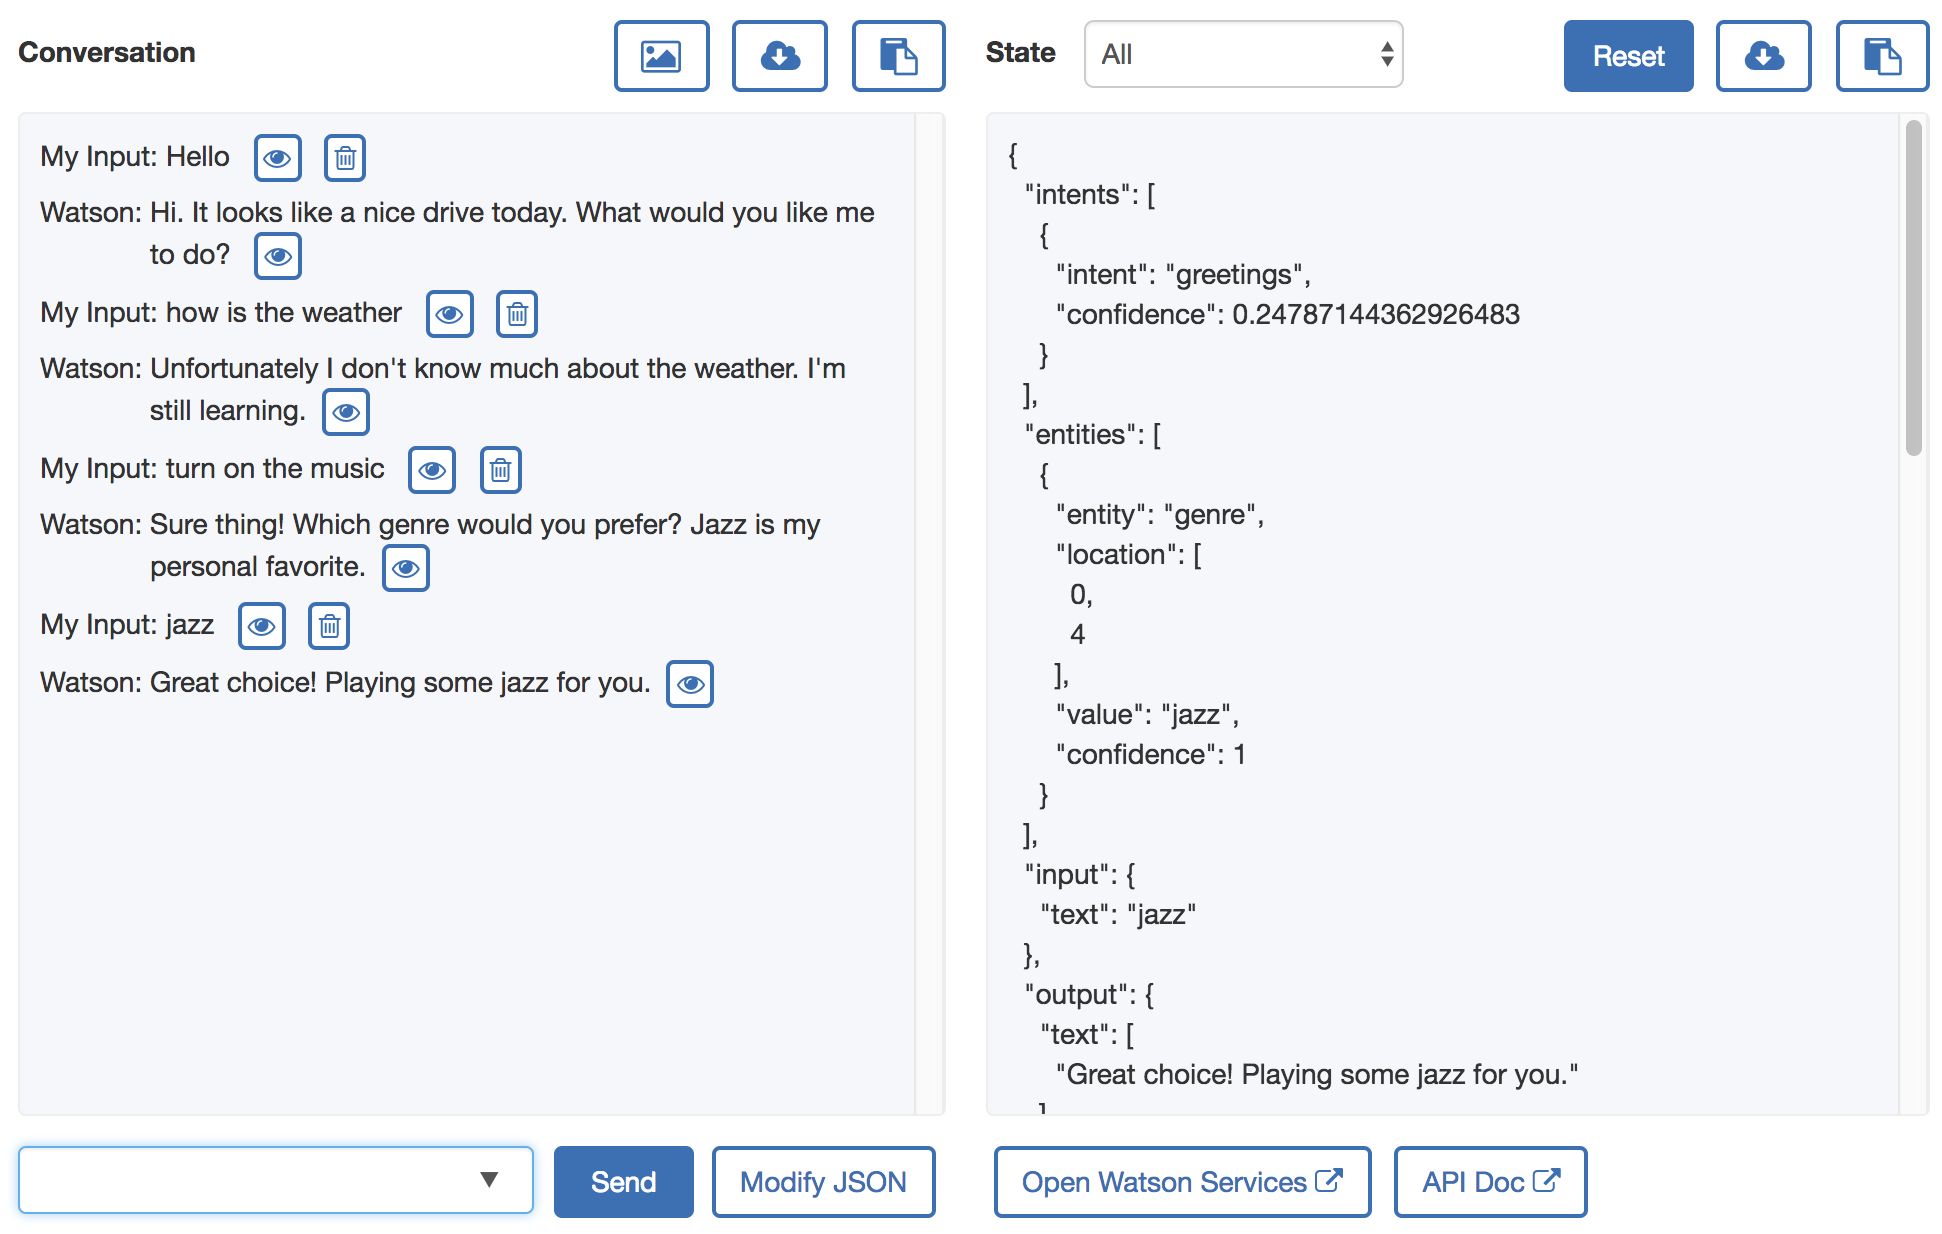 Conversation
My Input: Hello
Watson: Hi. It looks like a nice drive today. What would you like me
to do?
My Input: how is the weather
Watson: Unfortunately I don't know much about the weather. I'm
still learning.
My Input: turn on the music
Watson: Sure thing! Which genre would you prefer? Jazz is my
personal favorite.
My Input: jazz
Watson: Great choice! Playing some jazz for you.
Send
Modify JSON
State
All
Reset
{
"intents": [
{
"intent": "greetings",
"confidence": 0.24787144362926483
}
],
"entities": [
{
"entity": "genre",
"location": [
0,
4
],
"value": "jazz",
"confidence": 1
}
],
"input": {
"text": "jazz"
},
"output": {
"text": [
"Great choice! Playing some jazz for you."
]
Open Watson Services
API Doc